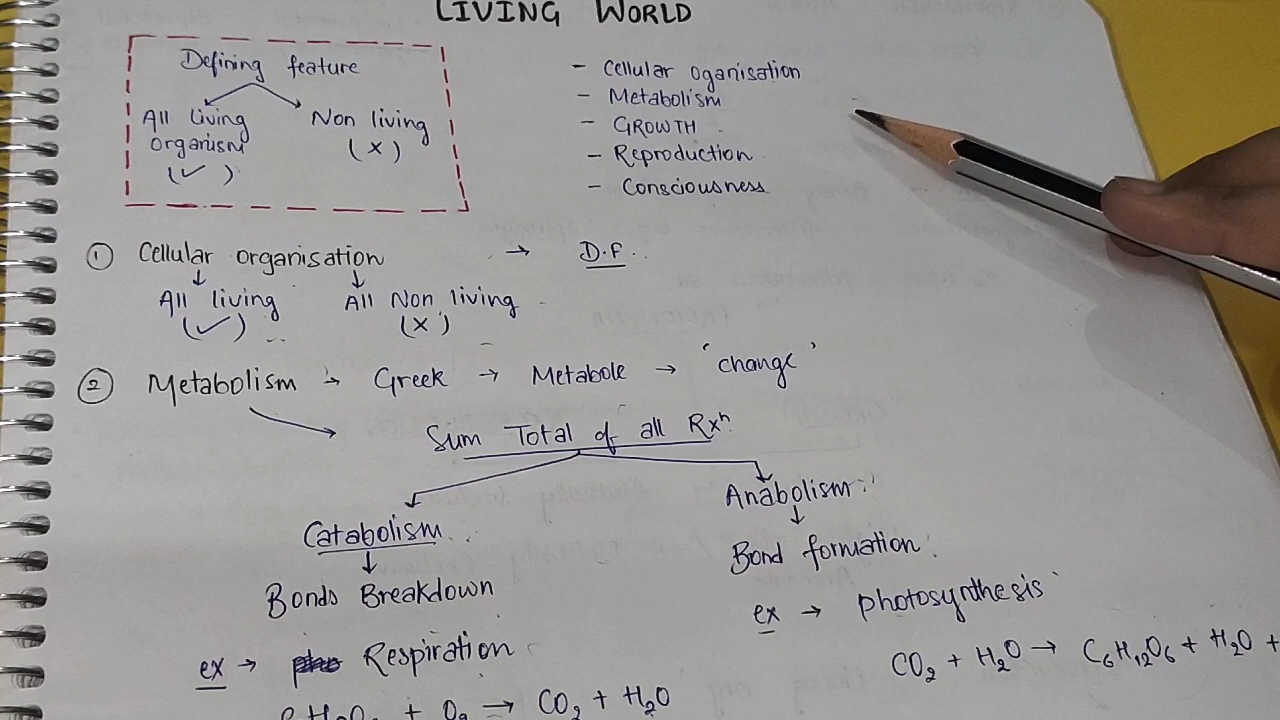 LIVING WORLD
Defining feature
All living organism (✓)
Non living (×)
- Cellular oganisation
- Metabolism
- GROWTH
- Reproduction
- Consciousness
① Cellular organisation → D.F..
All living (✓)
All Non living (×)
② Metabolism → Greek → Metabole → 'change'
Sum Total of all Rxⁿ
Catabolism
Bonds Breakdown
ex → Respiration
CO₂ + H₂O
Anabolism
Bond formation
ex → photosynthesis
CO₂ + H₂O → C₆H₁₂O₆ + H₂O +